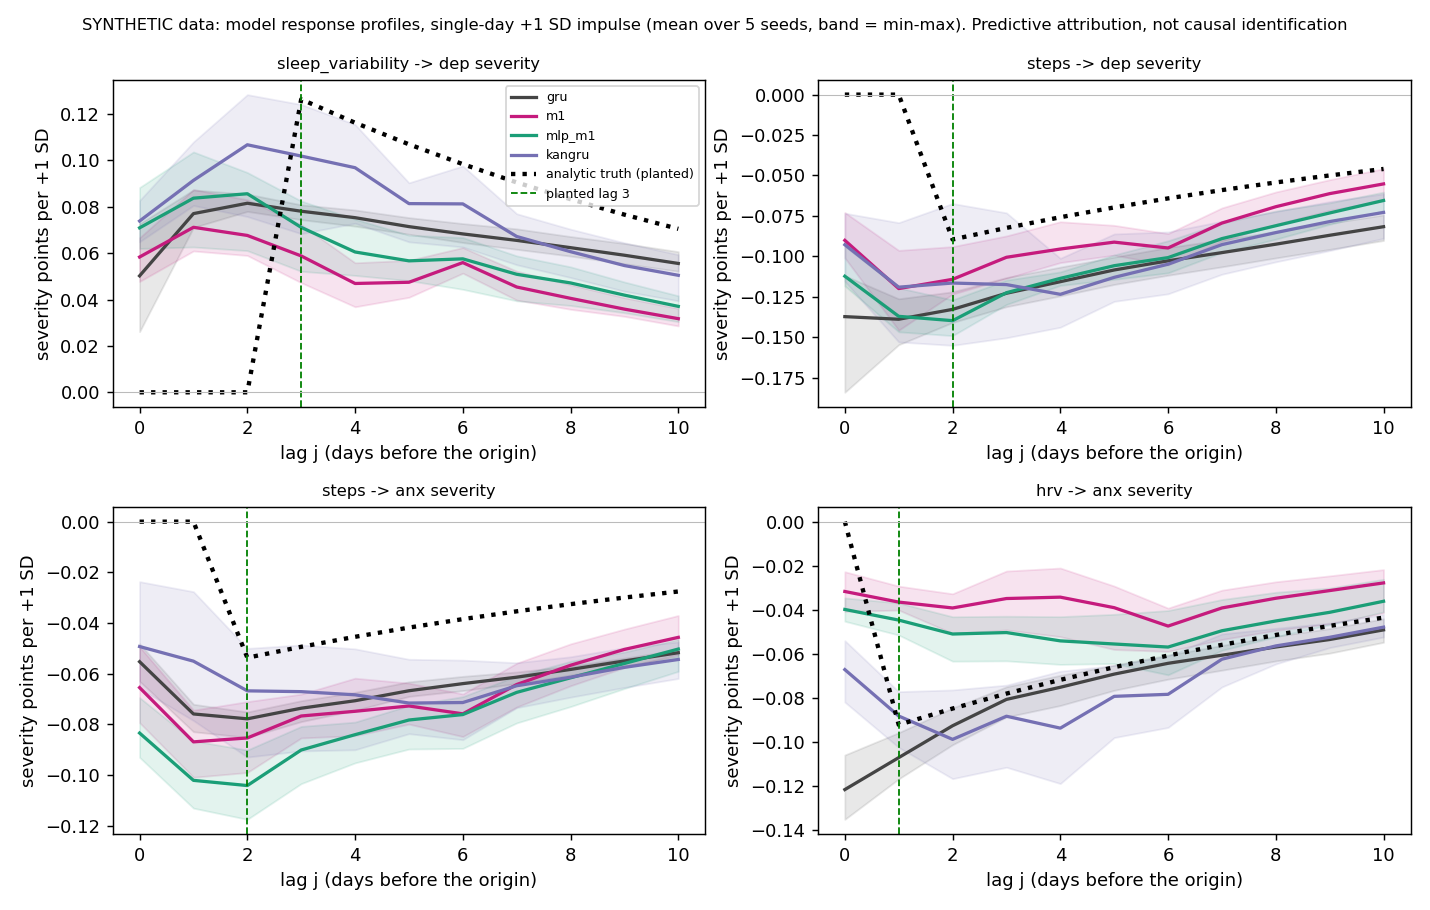 SYNTHETIC data: model response profiles, single-day +1 SD impulse (mean over 5 seeds, band = min-max). Predictive attribution, not causal identification
sleep_variability -> dep severity
severity points per +1 SD
0.12
0.10
0.08
0.06
0.04
0.02
0.00
gru
m1
mlp_m1
kangru
analytic truth (planted)
planted lag 3
0 2 4 6 8 10
lag j (days before the origin)
steps -> dep severity
severity points per +1 SD
0.000
−0.025
−0.050
−0.075
−0.100
−0.125
−0.150
−0.175
0 2 4 6 8 10
lag j (days before the origin)
steps -> anx severity
severity points per +1 SD
0.00
−0.02
−0.04
−0.06
−0.08
−0.10
−0.12
0 2 4 6 8 10
lag j (days before the origin)
hrv -> anx severity
severity points per +1 SD
0.00
−0.02
−0.04
−0.06
−0.08
−0.10
−0.12
−0.14
0 2 4 6 8 10
lag j (days before the origin)